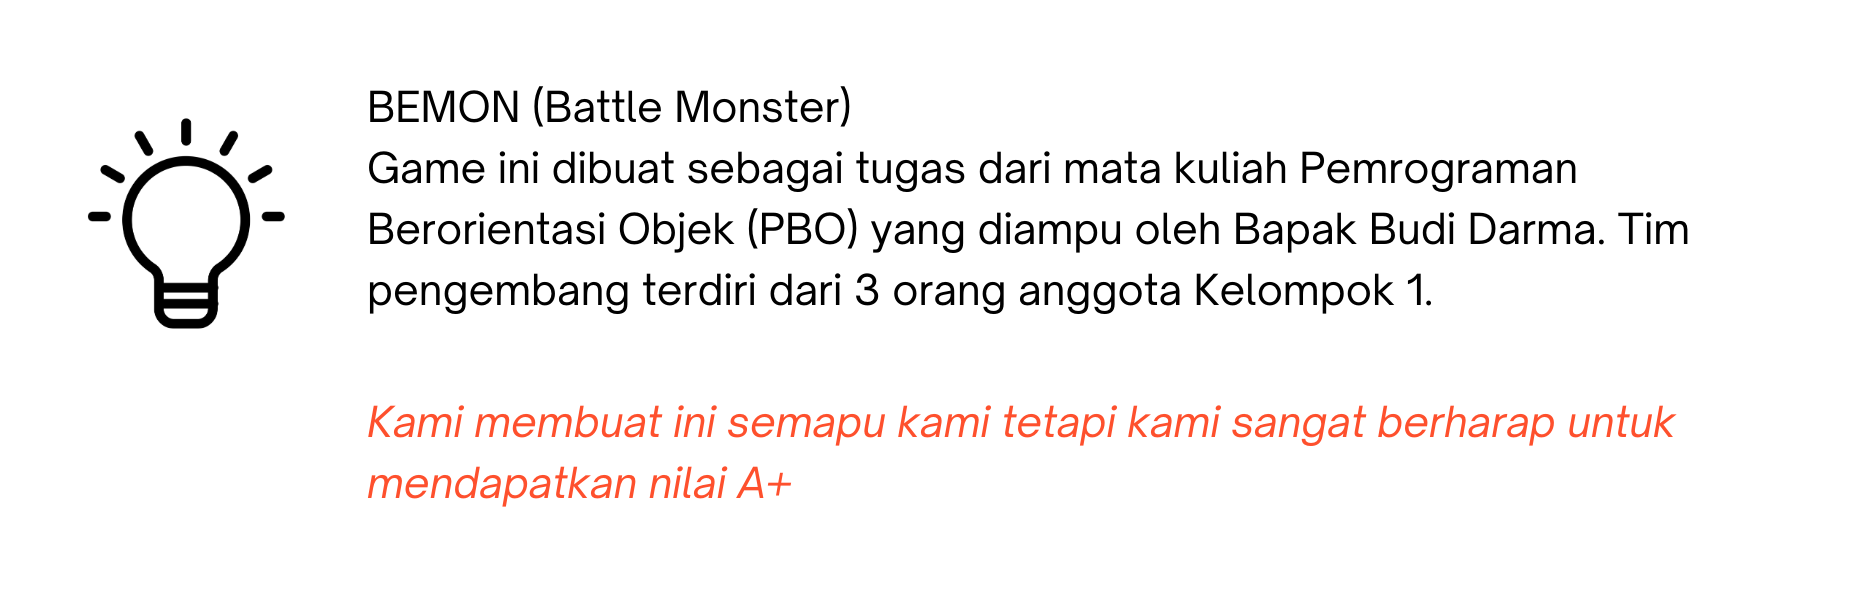 BEMON (Battle Monster)
Game ini dibuat sebagai tugas dari mata kuliah Pemrograman
Berorientasi Objek (PBO) yang diampu oleh Bapak Budi Darma. Tim
pengembang terdiri dari 3 orang anggota Kelompok 1.
Kami membuat ini semapu kami tetapi kami sangat berharap untuk
mendapatkan nilai A+